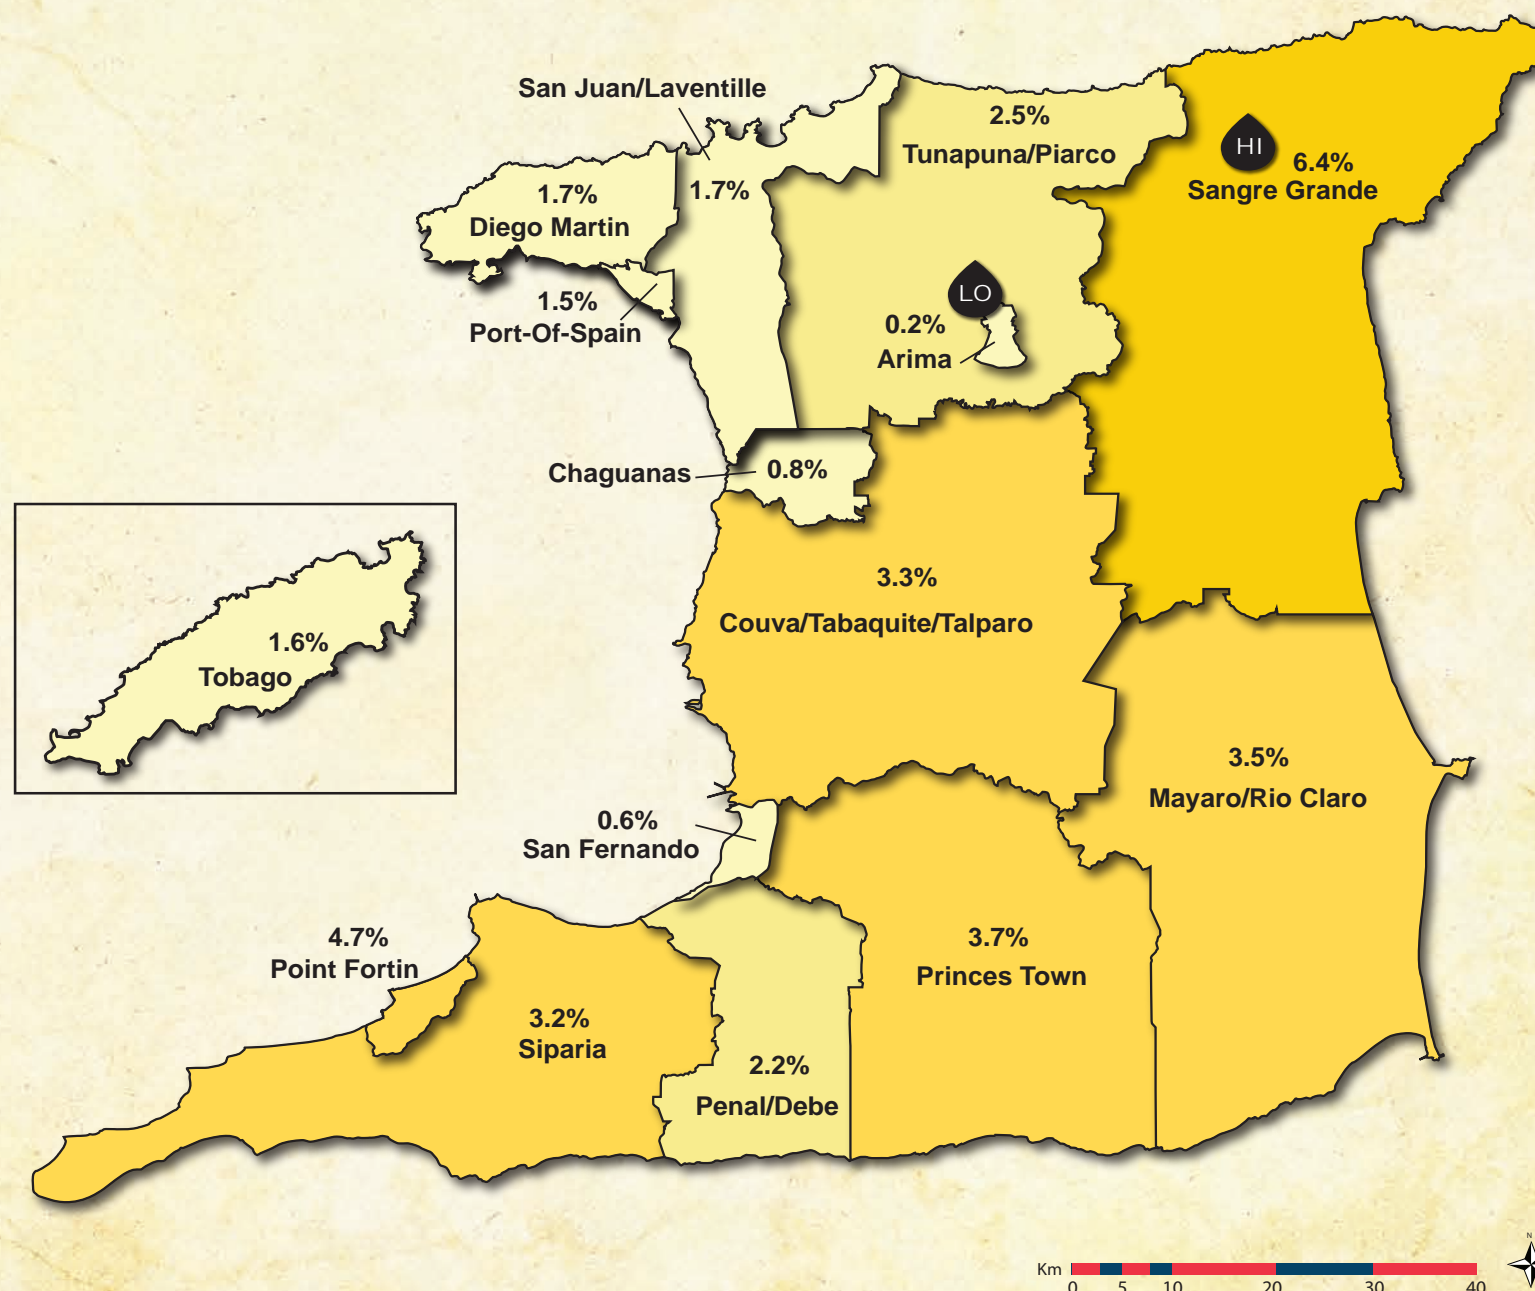 San Juan/Laventille
1.7%
2.5%
Tunapuna/Piarco
HI
6.4%
Sangre Grande
1.7%
Diego Martin
1.5%
Port-Of-Spain
LO
0.2%
Arima
Chaguanas
0.8%
3.3%
Couva/Tabaquite/Talparo
1.6%
Tobago
3.5%
Mayaro/Rio Claro
0.6%
San Fernando
4.7%
Point Fortin
3.7%
Princes Town
3.2%
Siparia
2.2%
Penal/Debe
N
Km
0 5 10 20 30 40